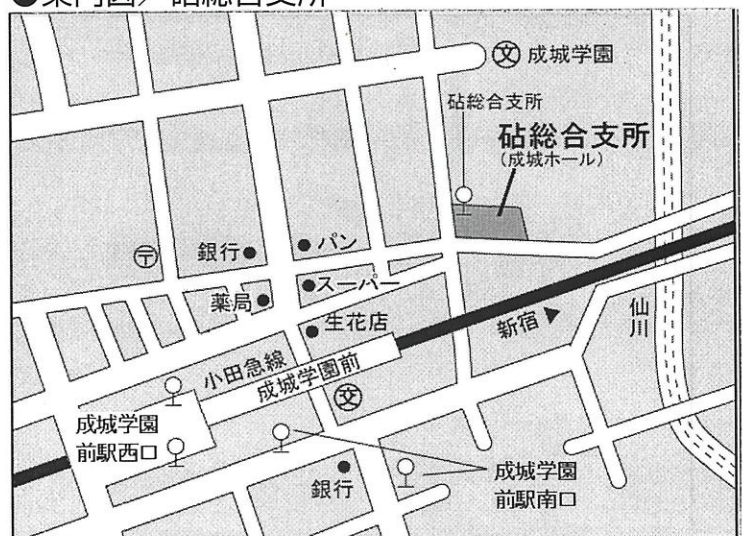 ●案内図/砧総合支所
文 成城学園
砧総合支所
砧総合支所
(成城ホール)
銀行
パン
〒
スーパー
薬局
生花店
小田急線
成城学園前
新宿
仙川
文
成城学園
前駅西口
銀行
成城学園
前駅南口